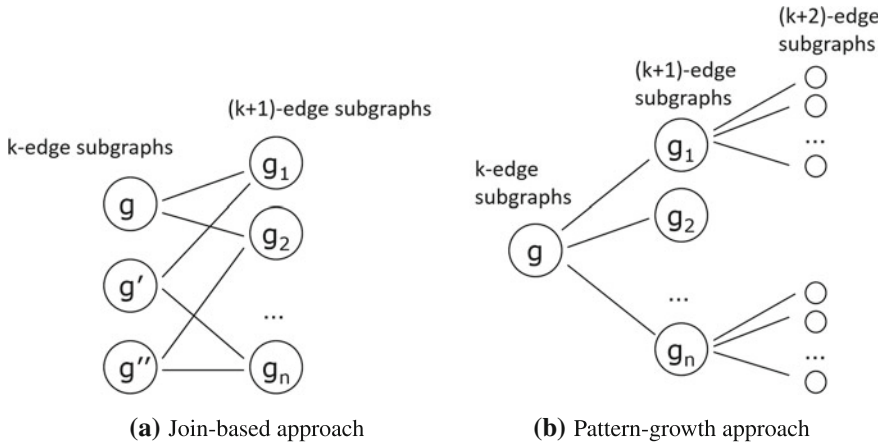 (k+1)-edge subgraphs
k-edge subgraphs
g
g'
g''
g1
g2
...
gn
(a) Join-based approach
(k+2)-edge
subgraphs
(k+1)-edge
subgraphs
k-edge
subgraphs
g
g1
g2
...
gn
...
...
(b) Pattern-growth approach